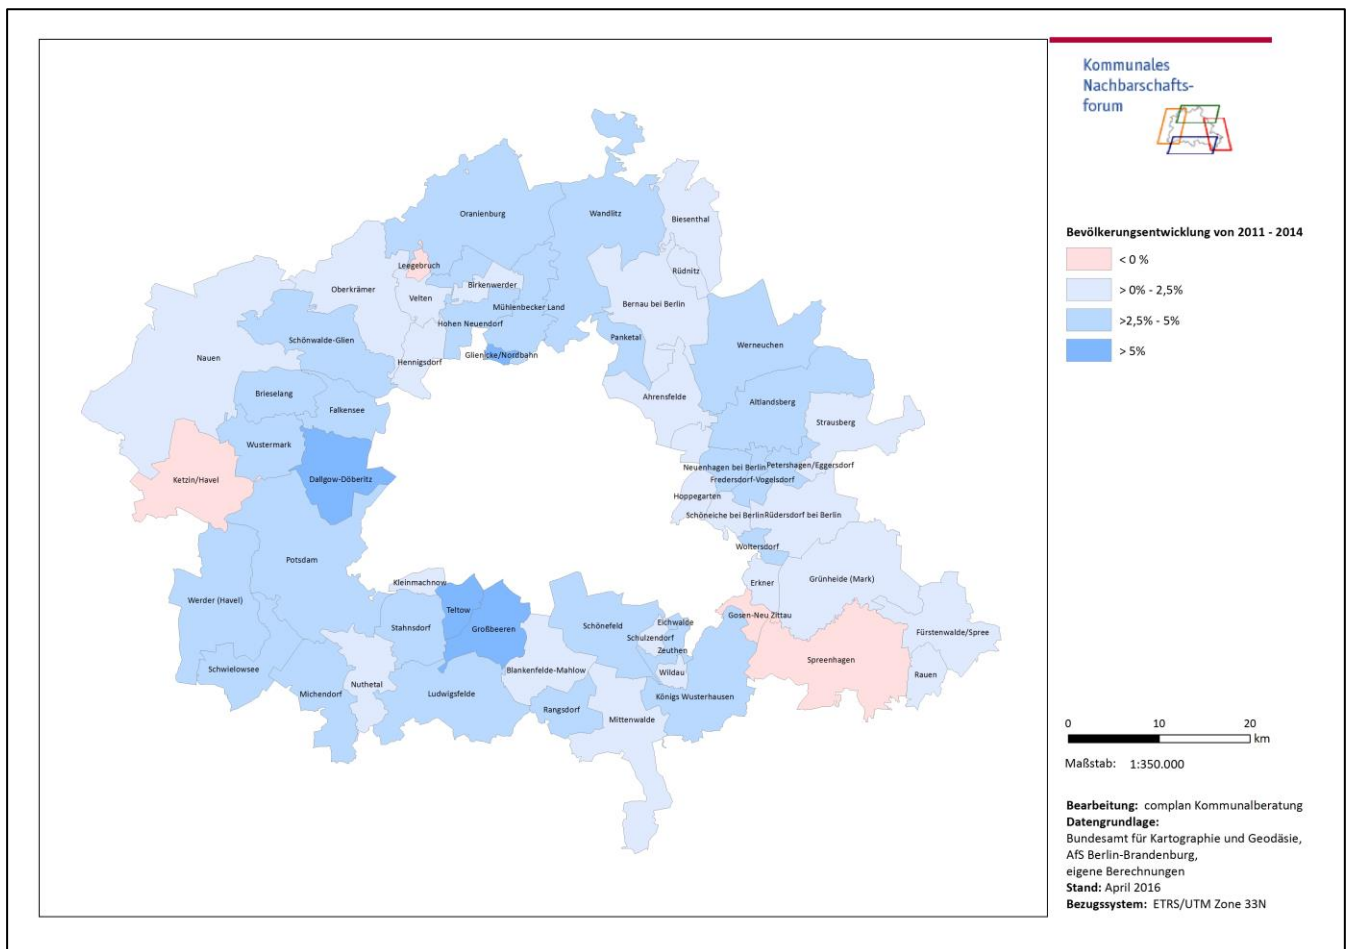 Kommunales
Nachbarschafts-
forum
Oranienburg
Wandlitz
Biesenthal
Leegebruch
Rüdnitz
Birkenwerder
Oberkrämer
Velten
Bernau bei Berlin
Mühlenbecker Land
Hohen Neuendorf
Panketal
Schönwalde-Glien
Werneuchen
Glienicke/Nordbahn
Nauen
Hennigsdorf
Brieselang
Ahrensfelde
Altlandsberg
Falkensee
Strausberg
Wustermark
Neuenhagen bei Berlin
Petershagen/Eggersdorf
Ketzin/Havel
Dallgow-Döberitz
Fredersdorf-Vogelsdorf
Hoppegarten
Schöneiche bei Berlin
Rüdersdorf bei Berlin
Woltersdorf
Potsdam
Kleinmachnow
Erkner
Grünheide (Mark)
Werder (Havel)
Teltow
Gosen-Neu Zittau
Stahnsdorf
Großbeeren
Schönefeld
Eichwalde
Schulzendorf
Fürstenwalde/Spree
Zeuthen
Spreenhagen
Schwielowsee
Blankenfelde-Mahlow
Wildau
Rauen
Nuthetal
Michendorf
Ludwigsfelde
Königs Wusterhausen
Rangsdorf
Mittenwalde
Bevölkerungsentwicklung von 2011 - 2014
< 0 %
> 0% - 2,5%
>2,5% - 5%
> 5%
0 10 20
km
Maßstab: 1:350.000
Bearbeitung: complan Kommunalberatung
Datengrundlage:
Bundesamt für Kartographie und Geodäsie,
AfS Berlin-Brandenburg,
eigene Berechnungen
Stand: April 2016
Bezugssystem: ETRS/UTM Zone 33N